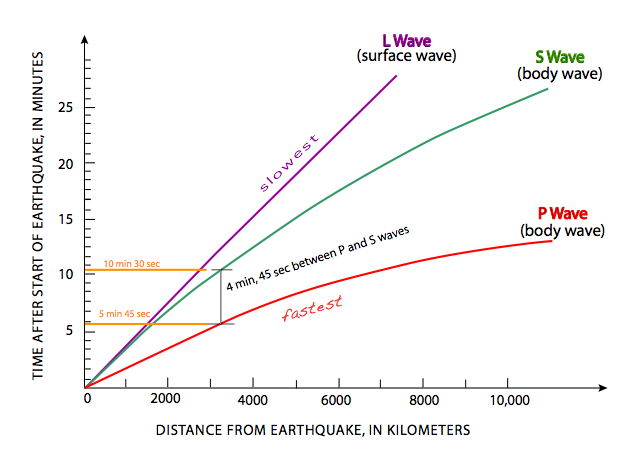 L Wave
(surface wave)
S Wave
(body wave)
P Wave
(body wave)
slowest
4 min, 45 sec between P and S waves
fastest
10 min 30 sec
5 min 45 sec
TIME AFTER START OF EARTHQUAKE, IN MINUTES
25
20
15
10
5
0
2000
4000
6000
8000
10,000
DISTANCE FROM EARTHQUAKE, IN KILOMETERS